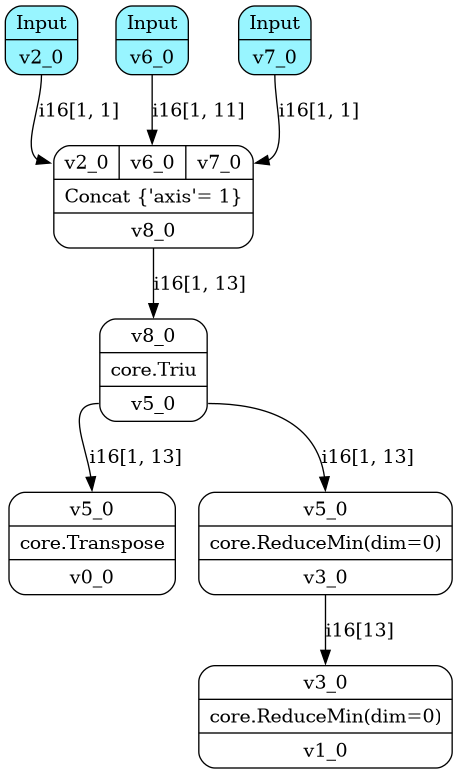 Input
v2_0
Input
v6_0
Input
v7_0
i16[1, 1]
i16[1, 11]
i16[1, 1]
v2_0
v6_0
v7_0
Concat {'axis'= 1}
v8_0
i16[1, 13]
v8_0
core.Triu
v5_0
i16[1, 13]
i16[1, 13]
v5_0
core.Transpose
v0_0
v5_0
core.ReduceMin(dim=0)
v3_0
i16[13]
v3_0
core.ReduceMin(dim=0)
v1_0